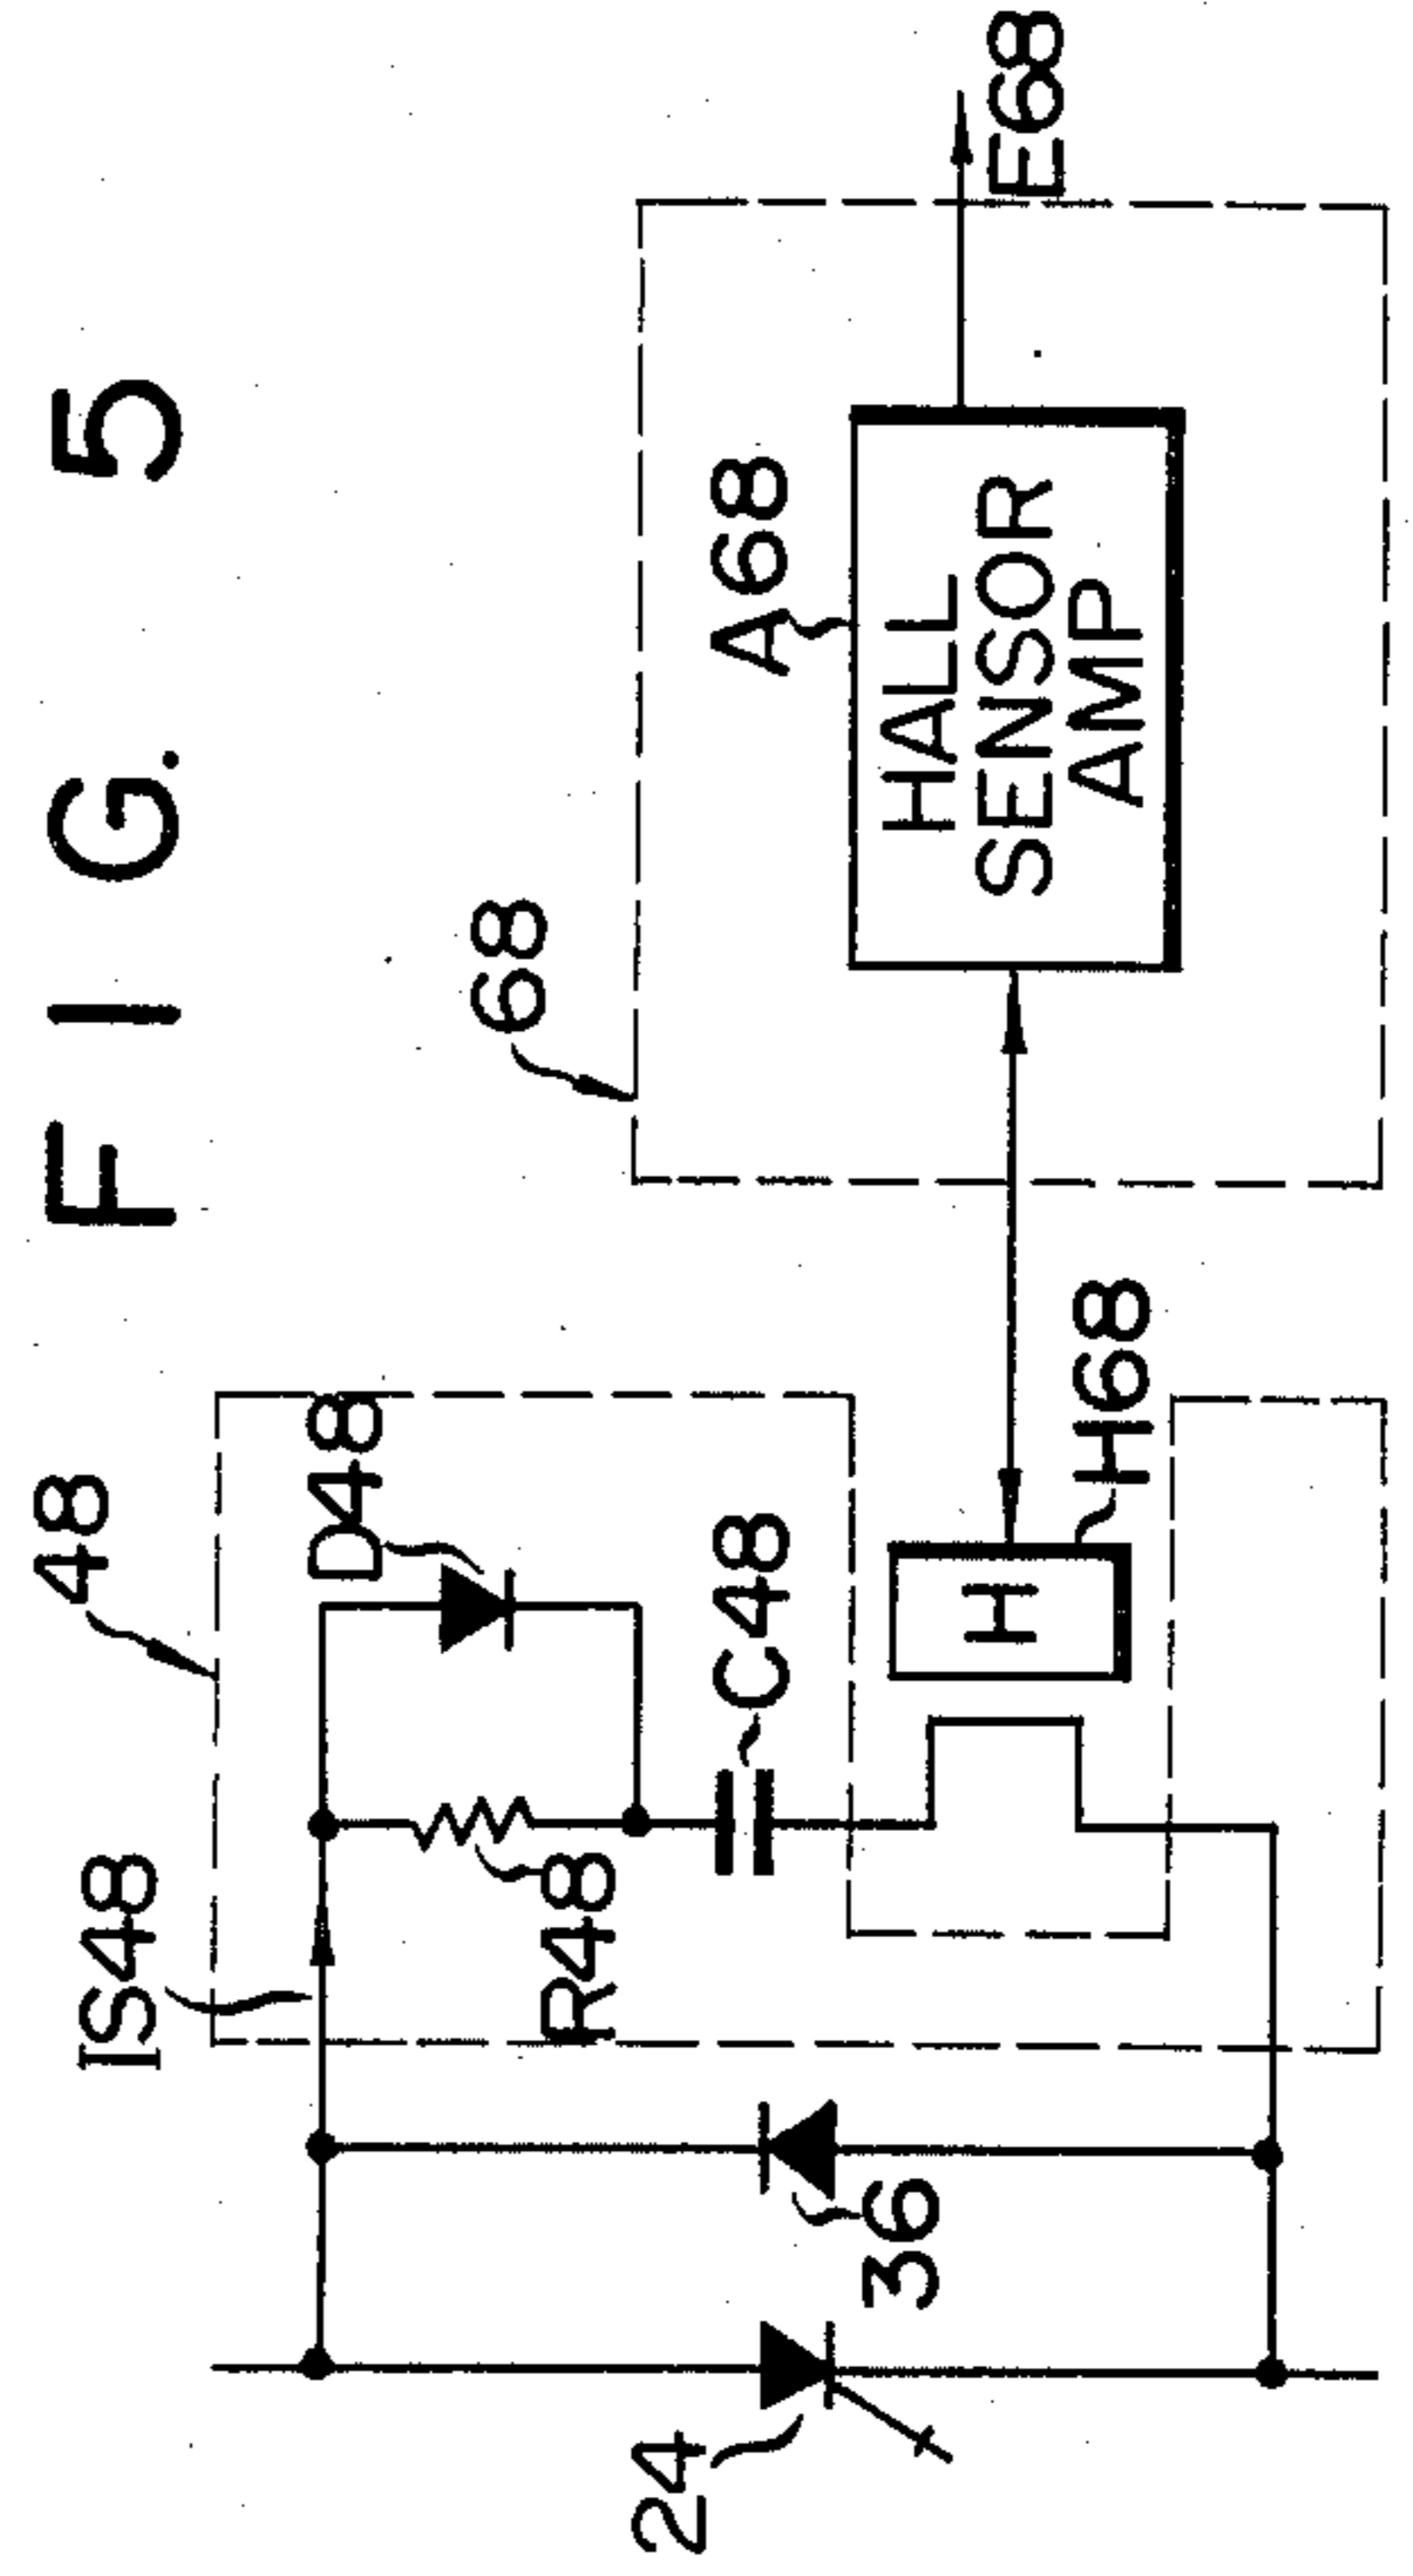 FIG. 5
48
68
IS48
D48
R48
C48
A68
HALL
SENSOR
AMP
E68
H
H68
36
24